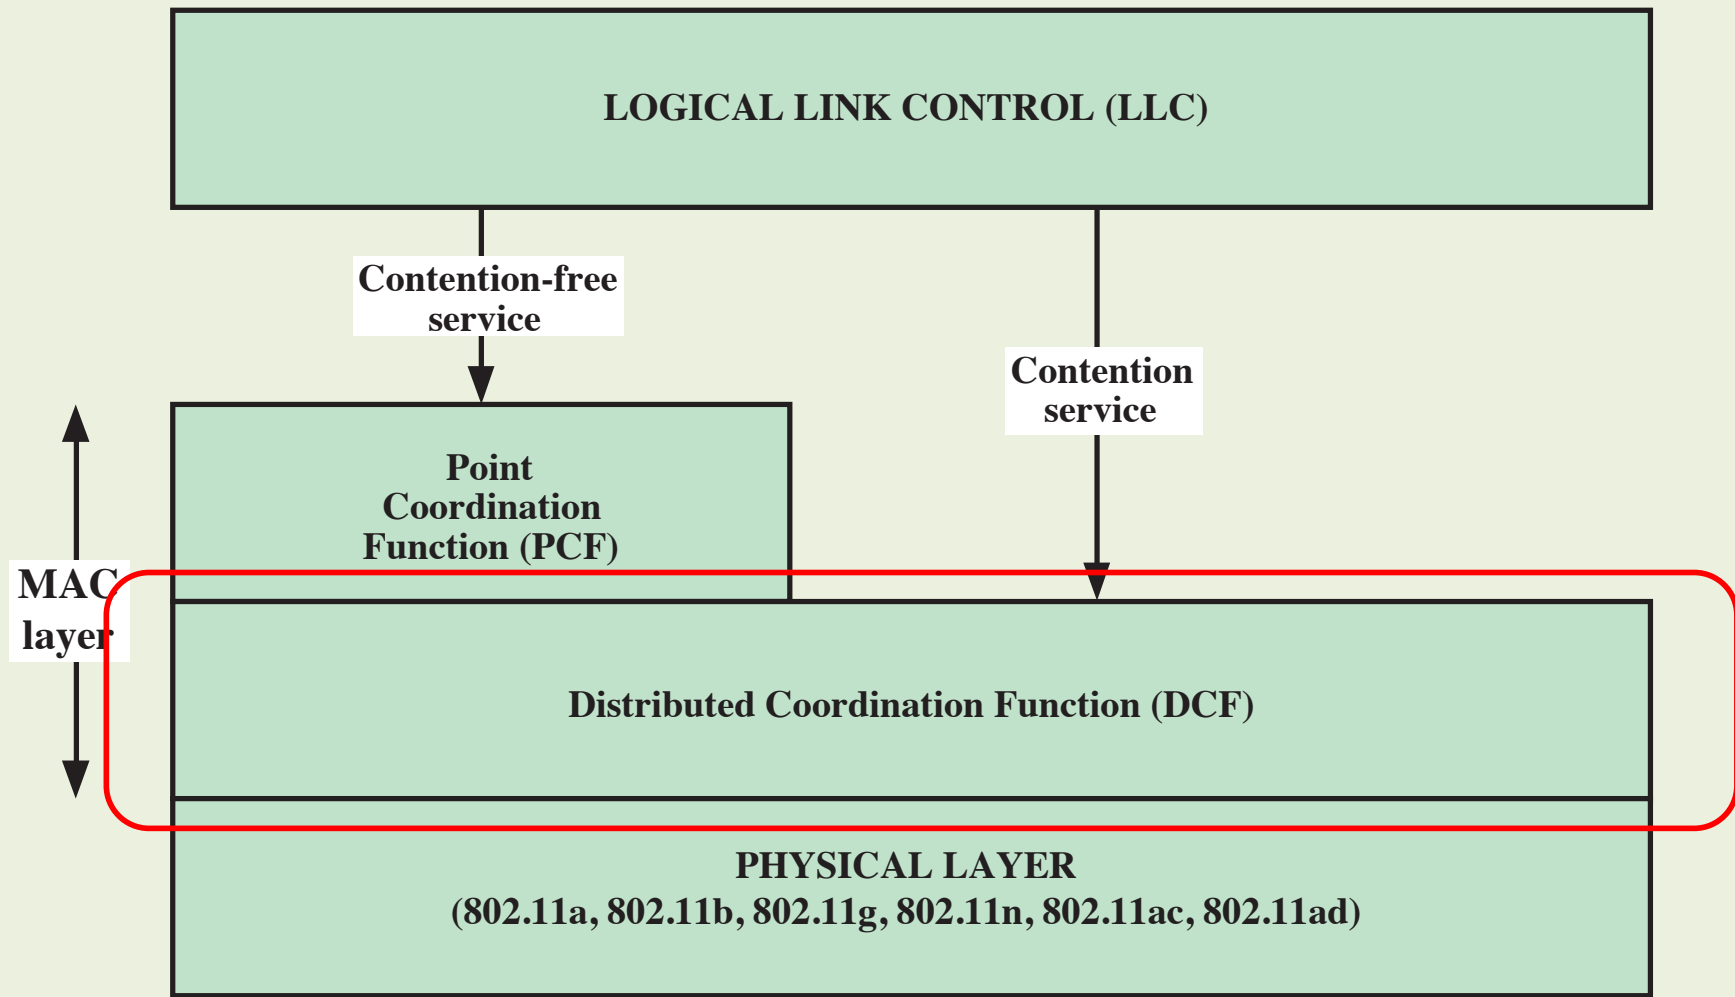 LOGICAL LINK CONTROL (LLC)
Contention-free
service
Contention
service
Point
Coordination
Function (PCF)
MAC
layer
Distributed Coordination Function (DCF)
PHYSICAL LAYER
(802.11a, 802.11b, 802.11g, 802.11n, 802.11ac, 802.11ad)